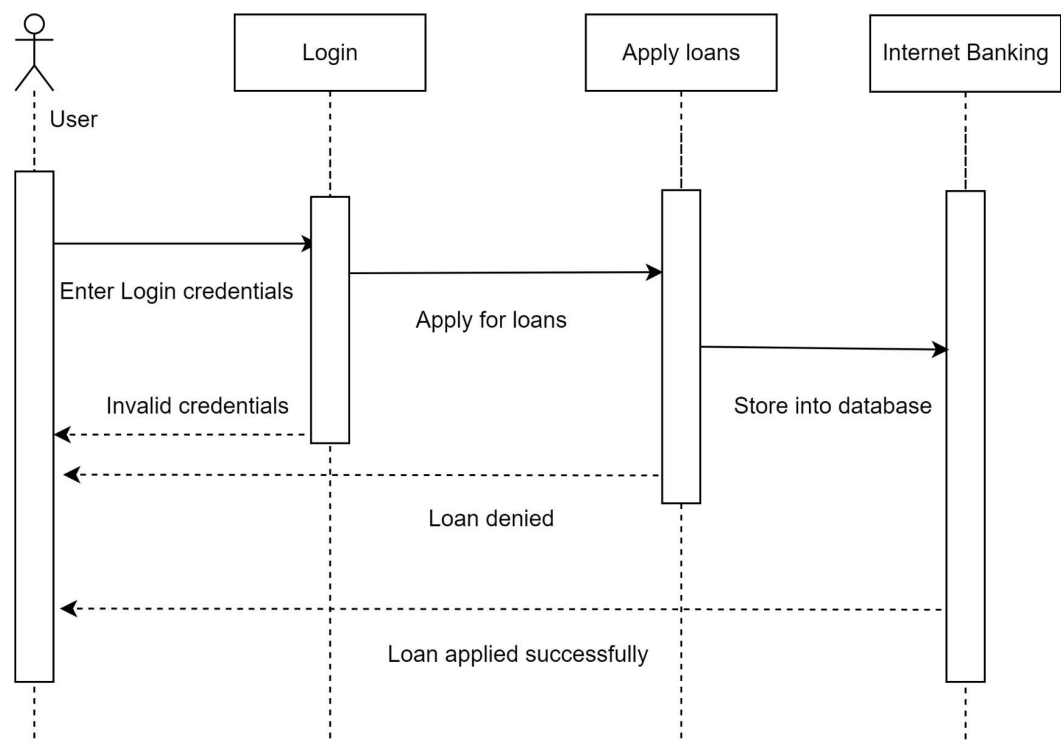 Login
Apply loans
Internet Banking
User
Enter Login credentials
Apply for loans
Invalid credentials
Store into database
Loan denied
Loan applied successfully